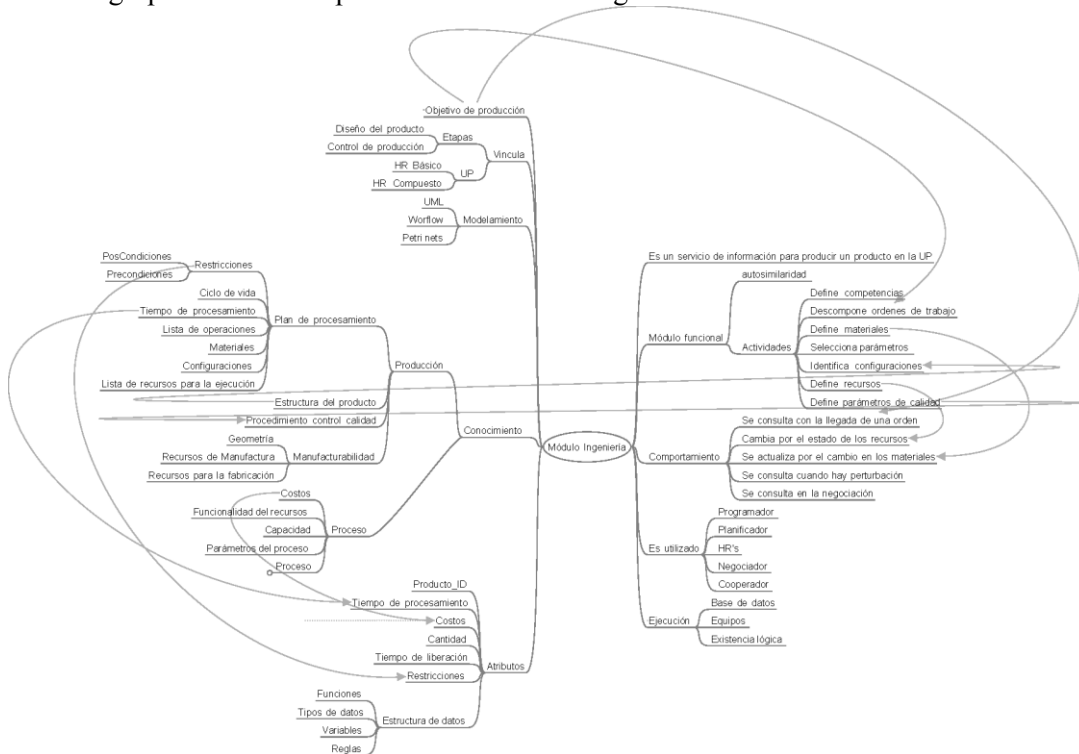 Objetivo de producción
Diseño del producto
Control de producción
Etapas
HR Básico
HR Compuesto
UP
Vincula
UML
Worflow
Petri nets
Modelamiento
PosCondiciones
Precondiciones
Restricciones
Ciclo de vida
Tiempo de procesamiento
Lista de operaciones
Materiales
Configuraciones
Lista de recursos para la ejecución
Plan de procesamiento
Estructura del producto
Procedimiento control calidad
Geometría
Recursos de Manufactura
Recursos para la fabricación
Manufacturabilidad
Producción
Costos
Funcionalidad del recursos
Capacidad
Parámetros del proceso
Proceso
Proceso
Conocimiento
Producto_ID
Tiempo de procesamiento
Costos
Cantidad
Tiempo de liberación
Restricciones
Funciones
Tipos de datos
Variables
Reglas
Estructura de datos
Atributos
Módulo Ingeniería
Es un servicio de información para producir un producto en la UP
autosimilaridad
Módulo funcional
Actividades
Define competencias
Descompone ordenes de trabajo
Define materiales
Selecciona parámetros
Identifica configuraciones
Define recursos
Define parámetros de calidad
Comportamiento
Se consulta con la llegada de una orden
Cambia por el estado de los recursos
Se actualiza por el cambio en los materiales
Se consulta cuando hay perturbación
Se consulta en la negociación
Es utilizado
Programador
Planificador
HR's
Negociador
Cooperador
Ejecución
Base de datos
Equipos
Existencia lógica